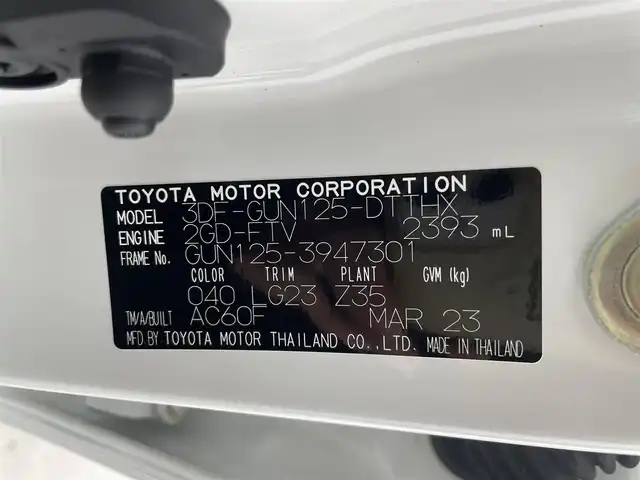 TOYOTA MOTOR CORPORATION
MODEL 3DF-GUN125-DTTHX
ENGINE 2GD-FTV 2393 mL
FRAME No. GUN125-3947301
COLOR TRIM PLANT GVM (kg)
040 LG23 Z35
TM/A/BUILT AC60F MAR 23
MFD BY TOYOTA MOTOR THAILAND CO.,LTD. MADE IN THAILAND